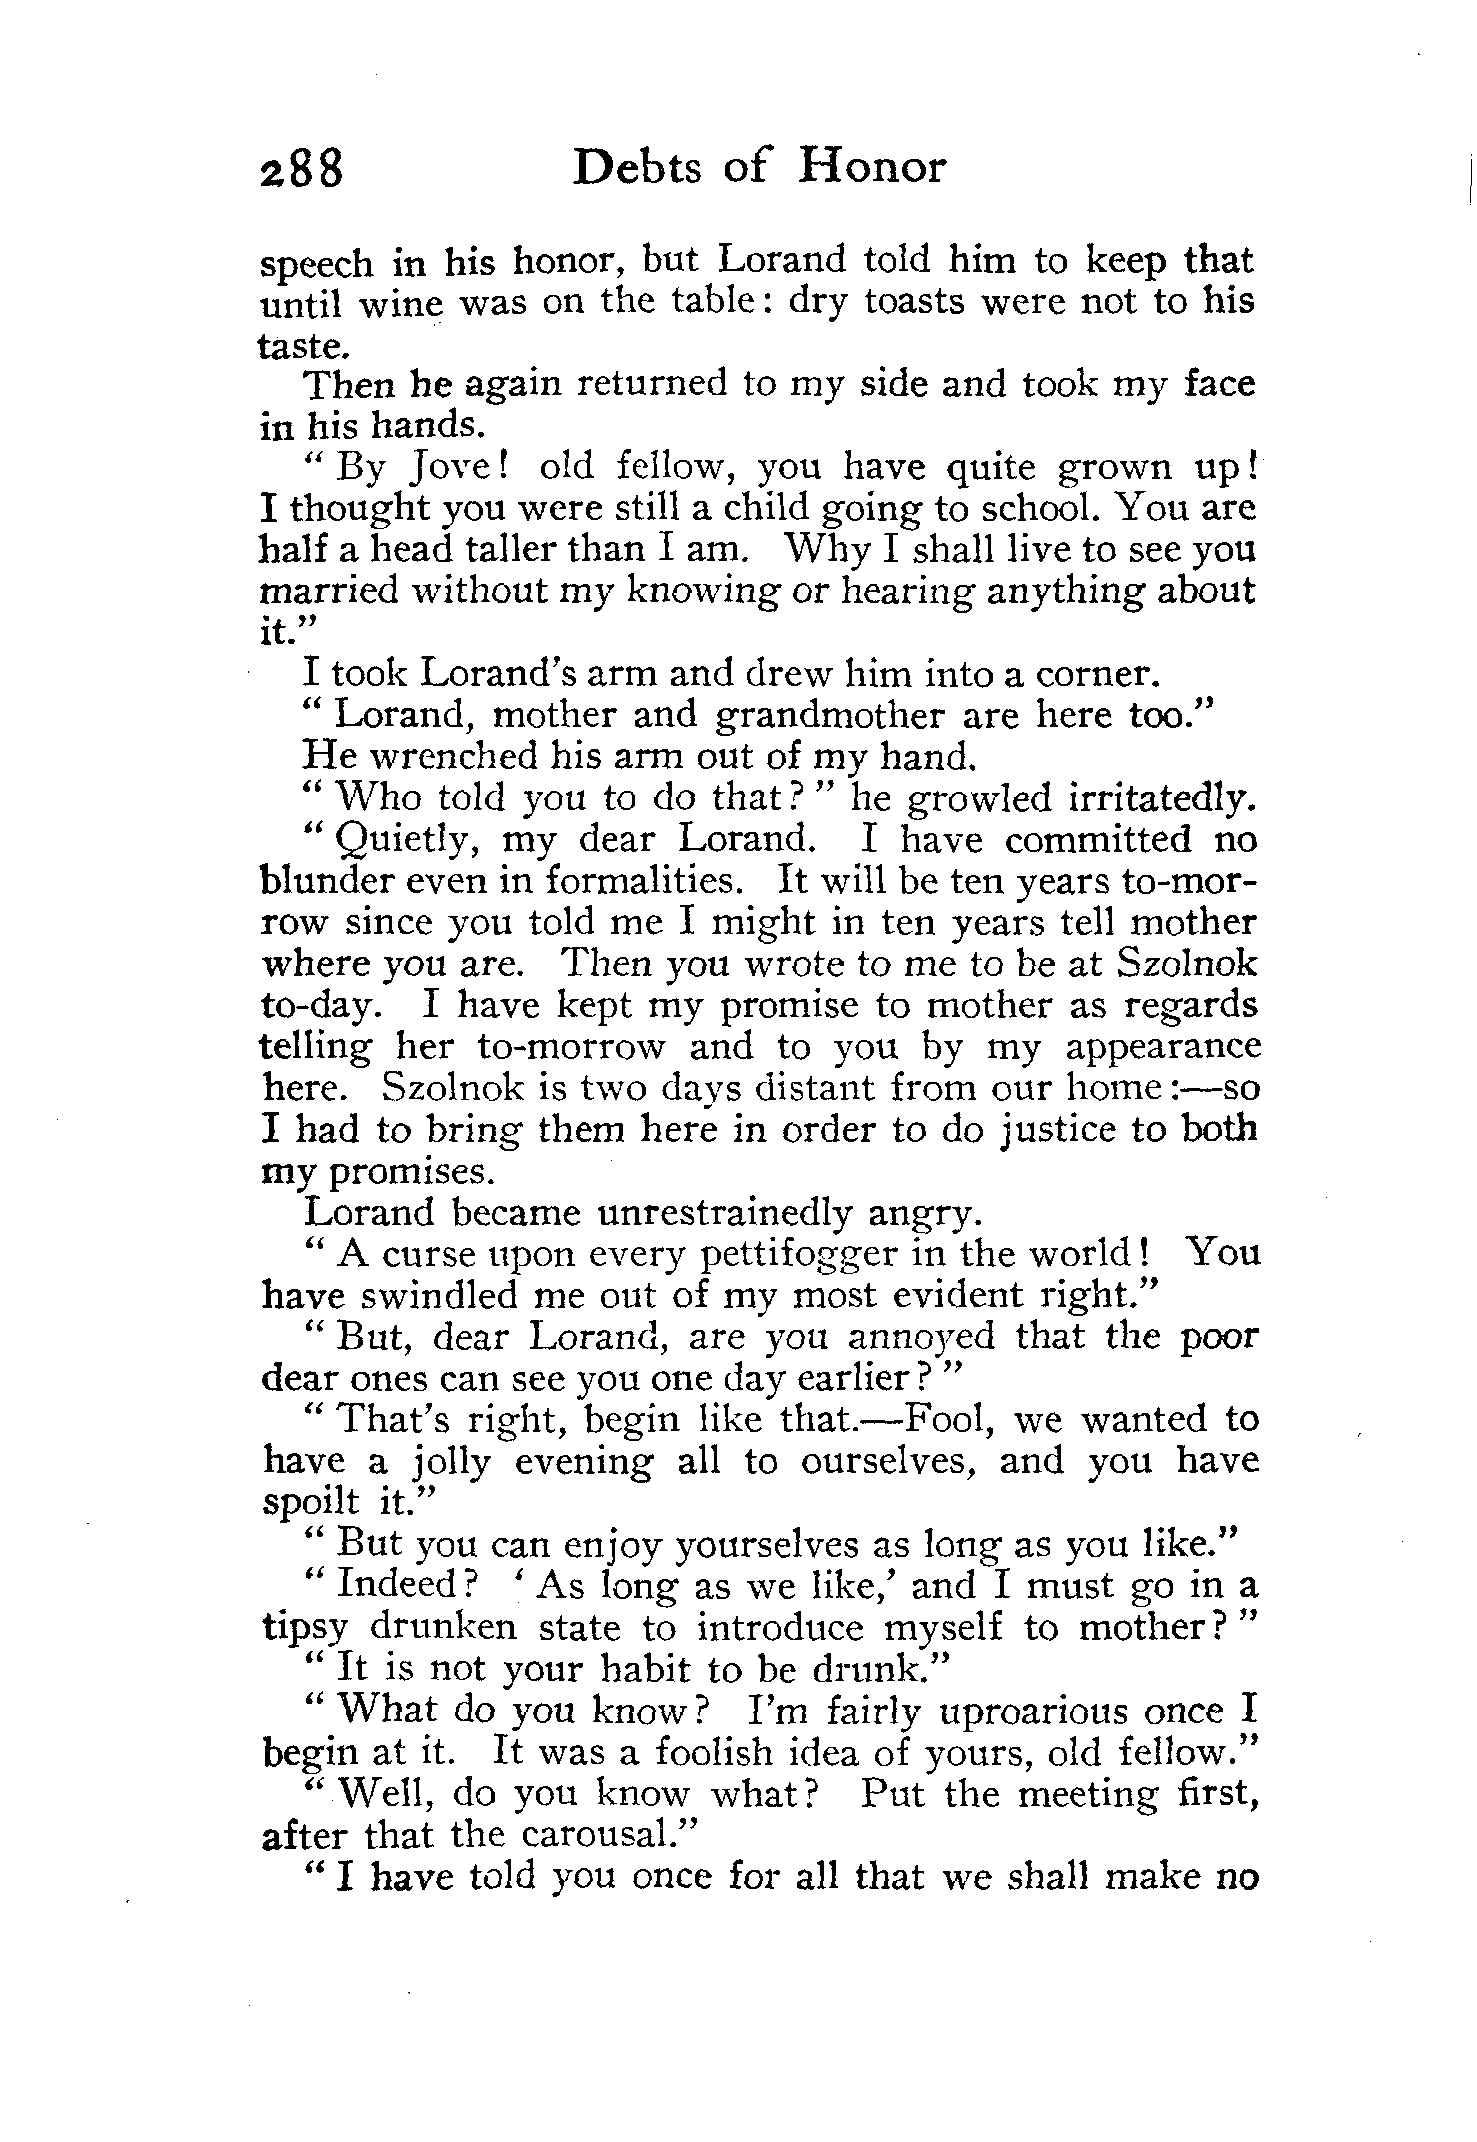 288 Debts of Honor
speech in his honor, but Lorand told him to keep that
until wine was on the table: dry toasts were not to his
taste.
Then he again returned to my side and took my face
in his hands.
" By Jove! old fellow, you have quite grown up!
I thought you were still a child going to school. You are
half a head taller than I am. Why I shall live to see you
married without my knowing or hearing anything about
it."
I took Lorand's arm and drew him into a corner.
" Lorand, mother and grandmother are here too."
He wrenched his arm out of my hand.
" Who told you to do that? " he growled irritatedly.
" Quietly, my dear Lorand. I have committed no
blunder even in formalities. It will be ten years to-mor-
row since you told me I might in ten years tell mother
where you are. Then you wrote to me to be at Szolnok
to-day. I have kept my promise to mother as regards
telling her to-morrow and to you by my appearance
here. Szolnok is two days distant from our home:—so
I had to bring them here in order to do justice to both
my promises.
Lorand became unrestrainedly angry.
" A curse upon every pettifogger in the world! You
have swindled me out of my most evident right."
" But, dear Lorand, are you annoyed that the poor
dear ones can see you one day earlier? "
" That's right, begin like that.—Fool, we wanted to
have a jolly evening all to ourselves, and you have
spoilt it."
" But you can enjoy yourselves as long as you like."
" Indeed? ' As long as we like,' and I must go in a
tipsy drunken state to introduce myself to mother? "
" It is not your habit to be drunk."
" What do you know? I'm fairly uproarious once I
begin at it. It was a foolish idea of yours, old fellow."
" Well, do you know what? Put the meeting first,
after that the carousal."
" I have told you once for all that we shall make no